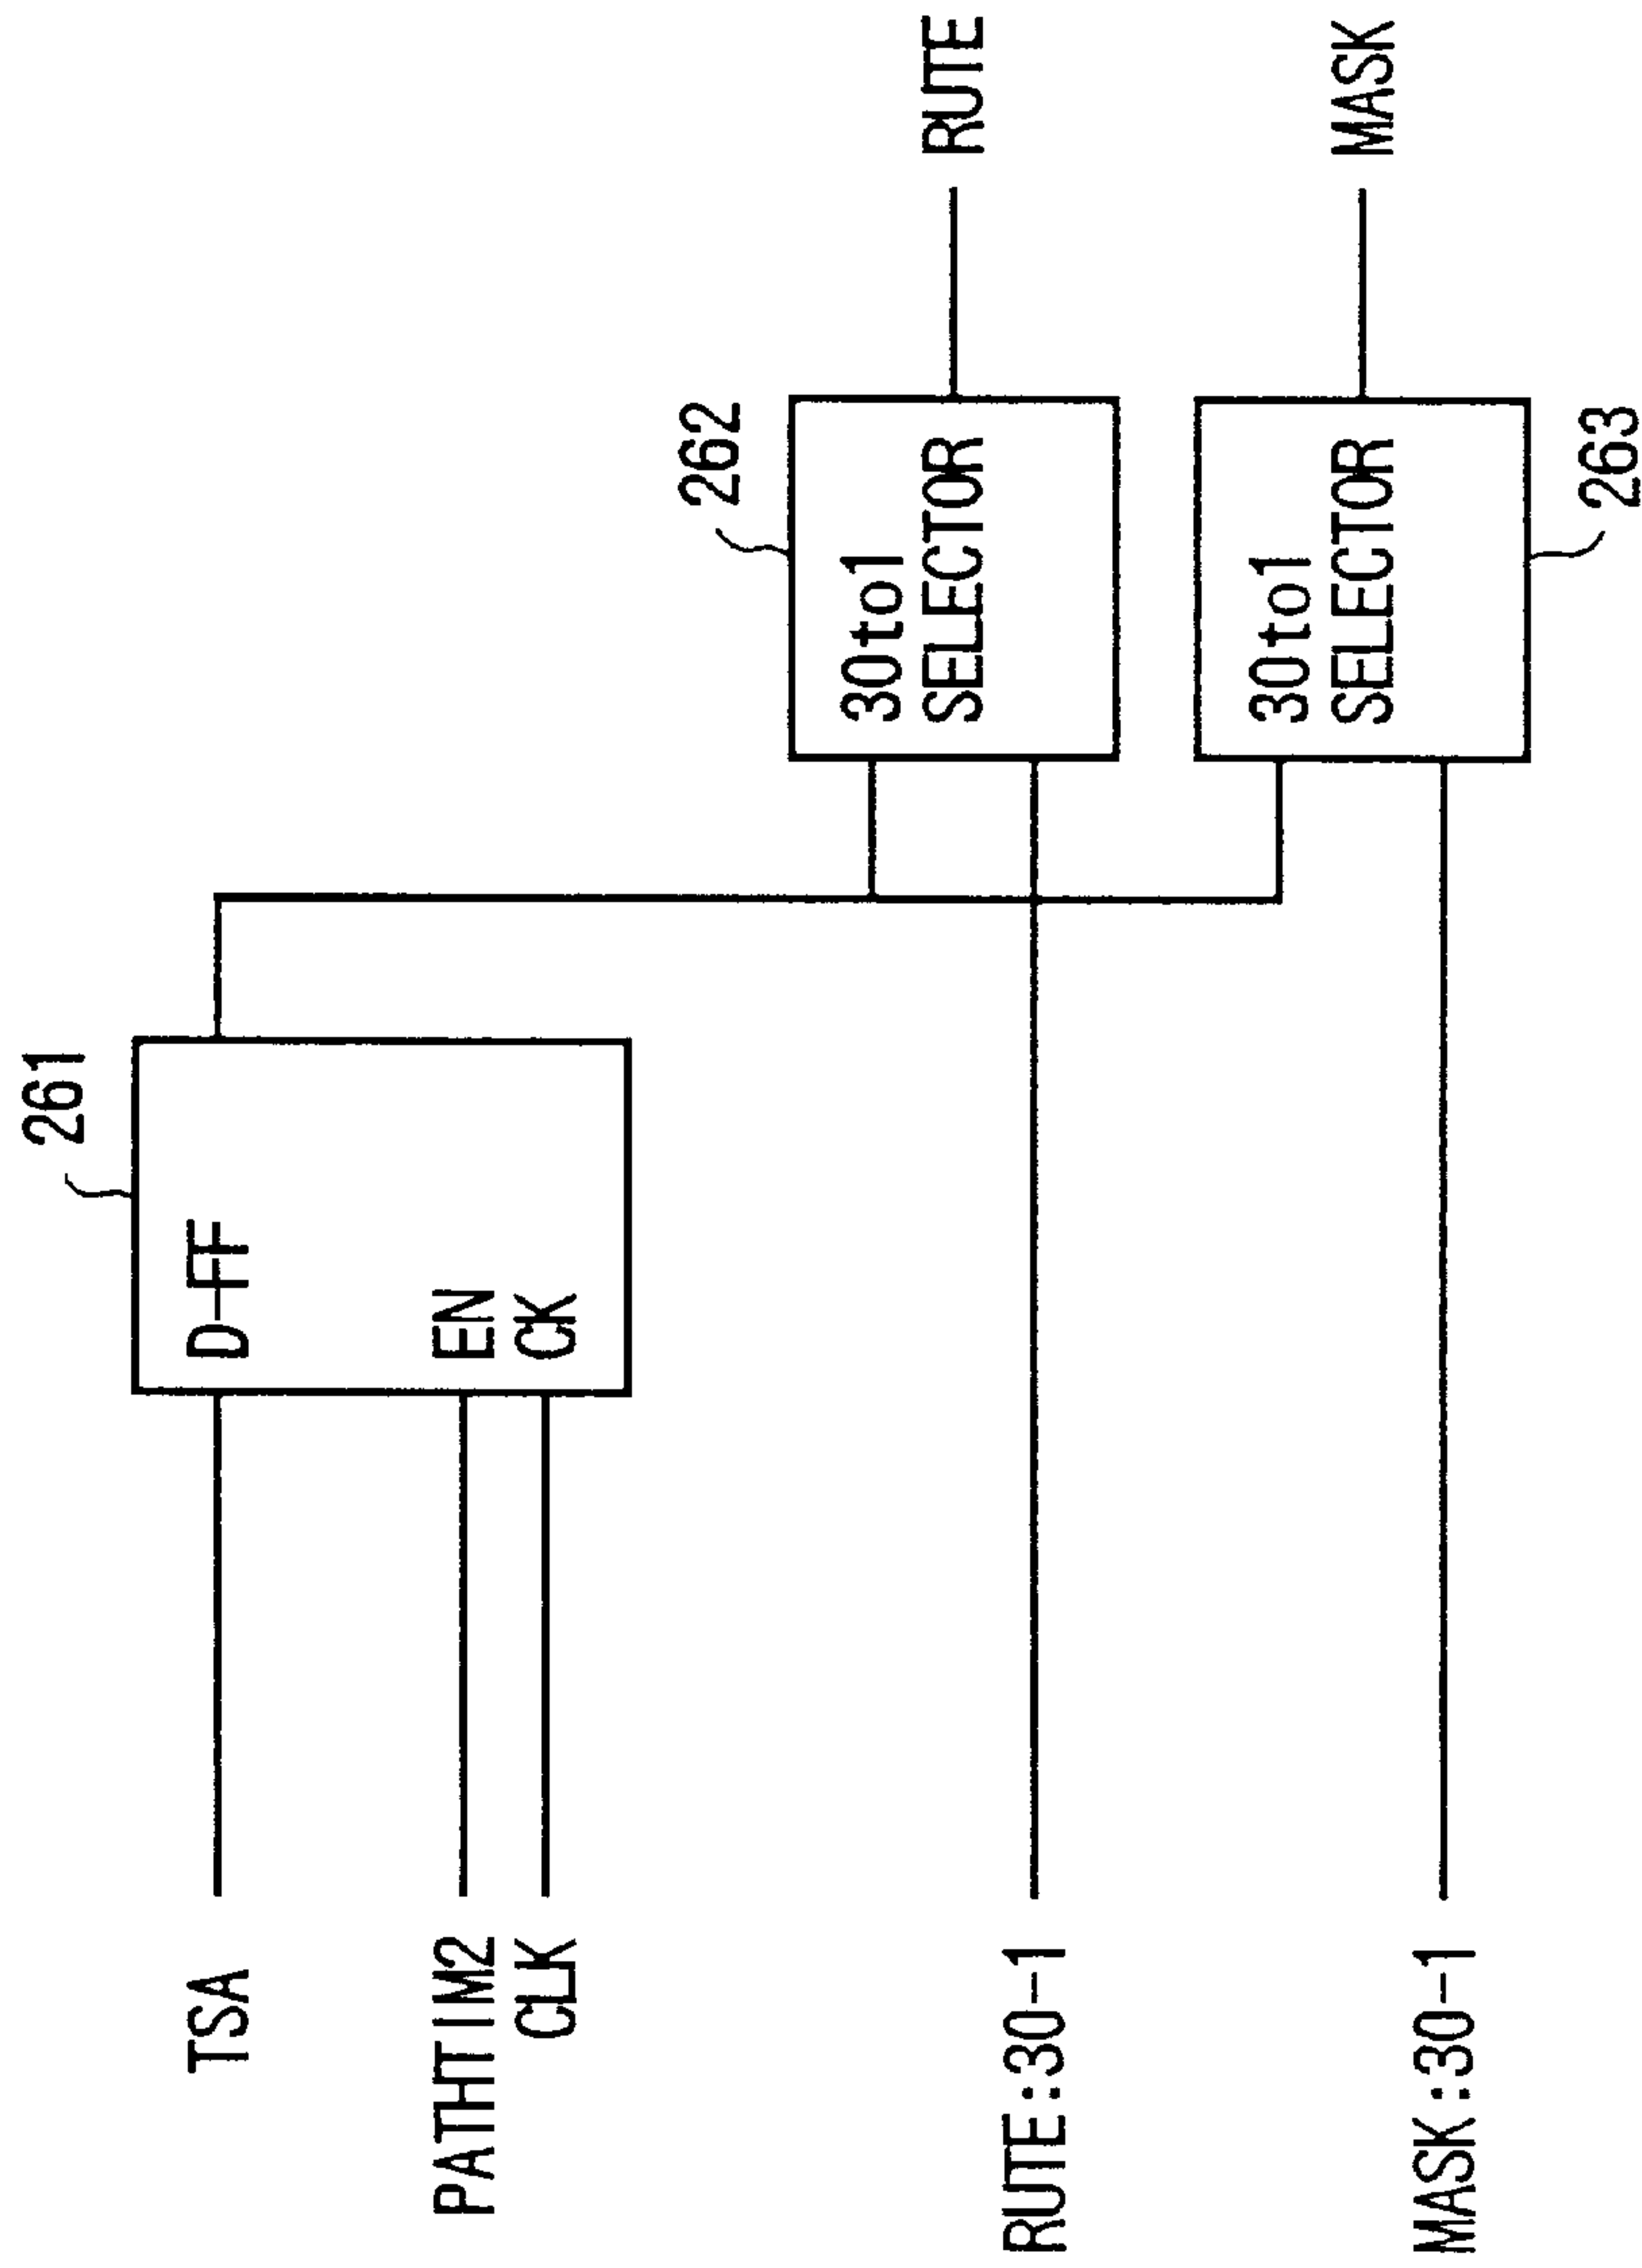 261
TSA
D-FF
PATHTIM2
EN
CLK
CK
262
30to1
SELECTOR
RUTE
RUTE:30-1
30to1
SELECTOR
MASK
MASK:30-1
263